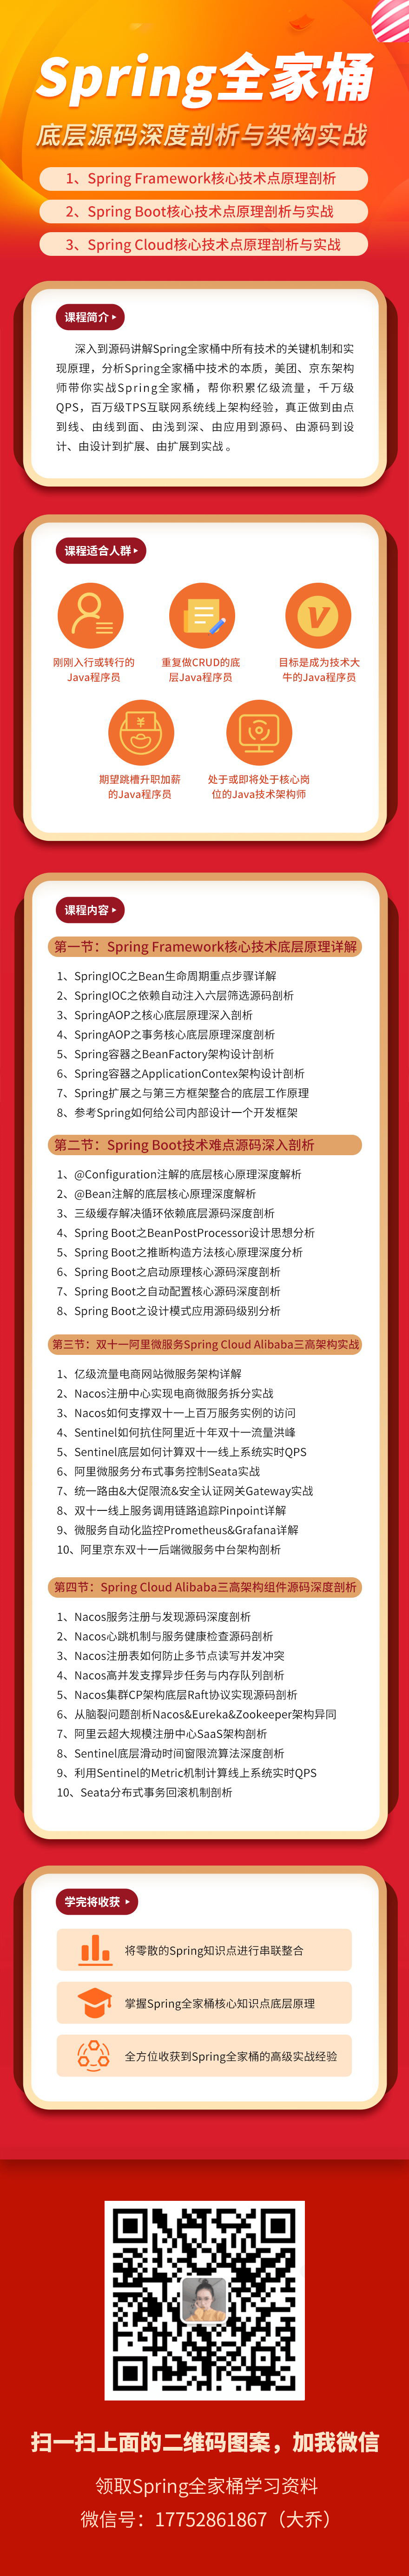 Spring全家桶
底层源码深度剖析与架构实战
1、Spring Framework核心技术点原理剖析
2、Spring Boot核心技术点原理剖析与实战
3、Spring Cloud核心技术点原理剖析与实战
课程简介
深入到源码讲解Spring全家桶中所有技术的关键机制和实
现原理，分析Spring全家桶中技术的本质，美团、京东架构
师带你实战Spring全家桶，帮你积累亿级流量，千万级
QPS，百万级TPS互联网系统线上架构经验，真正做到由点
到线、由线到面、由浅到深、由应用到源码、由源码到设
计、由设计到扩展、由扩展到实战 。
课程适合人群
刚刚入行或转行的
Java程序员
重复做CRUD的底
层Java程序员
目标是成为技术大
牛的Java程序员
期望跳槽升职加薪
的Java程序员
处于或即将处于核心岗
位的Java技术架构师
课程内容
第一节：Spring Framework核心技术底层原理详解
1、SpringIOC之Bean生命周期重点步骤详解
2、SpringIOC之依赖自动注入六层筛选源码剖析
3、SpringAOP之核心底层原理深入剖析
4、SpringAOP之事务核心底层原理深度剖析
5、Spring容器之BeanFactory架构设计剖析
6、Spring容器之ApplicationContex架构设计剖析
7、Spring扩展之与第三方框架整合的底层工作原理
8、参考Spring如何给公司内部设计一个开发框架
第二节：Spring Boot技术难点源码深入剖析
1、@Configuration注解的底层核心原理深度解析
2、@Bean注解的底层核心原理深度解析
3、三级缓存解决循环依赖底层源码深度剖析
4、Spring Boot之BeanPostProcessor设计思想分析
5、Spring Boot之推断构造方法核心原理深度分析
6、Spring Boot之启动原理核心源码深度剖析
7、Spring Boot之自动配置核心源码深度剖析
8、Spring Boot之设计模式应用源码级别分析
第三节：双十一阿里微服务Spring Cloud Alibaba三高架构实战
1、亿级流量电商网站微服务架构详解
2、Nacos注册中心实现电商微服务拆分实战
3、Nacos如何支撑双十一上百万服务实例的访问
4、Sentinel如何抗住阿里近十年双十一流量洪峰
5、Sentinel底层如何计算双十一线上系统实时QPS
6、阿里微服务分布式事务控制Seata实战
7、统一路由&大促限流&安全认证网关Gateway实战
8、双十一线上服务调用链路追踪Pinpoint详解
9、微服务自动化监控Prometheus&Grafana详解
10、阿里京东双十一后端微服务中台架构剖析
第四节：Spring Cloud Alibaba三高架构组件源码深度剖析
1、Nacos服务注册与发现源码深度剖析
2、Nacos心跳机制与服务健康检查源码剖析
3、Nacos注册表如何防止多节点读写并发冲突
4、Nacos高并发支撑异步任务与内存队列剖析
5、Nacos集群CP架构底层Raft协议实现源码剖析
6、从脑裂问题剖析Nacos&Eureka&Zookeeper架构异同
7、阿里云超大规模注册中心SaaS架构剖析
8、Sentinel底层滑动时间窗限流算法深度剖析
9、利用Sentinel的Metric机制计算线上系统实时QPS
10、Seata分布式事务回滚机制剖析
学完将收获
将零散的Spring知识点进行串联整合
掌握Spring全家桶核心知识点底层原理
全方位收获到Spring全家桶的高级实战经验
扫一扫上面的二维码图案，加我微信
领取Spring全家桶学习资料
微信号：17752861867（大乔）